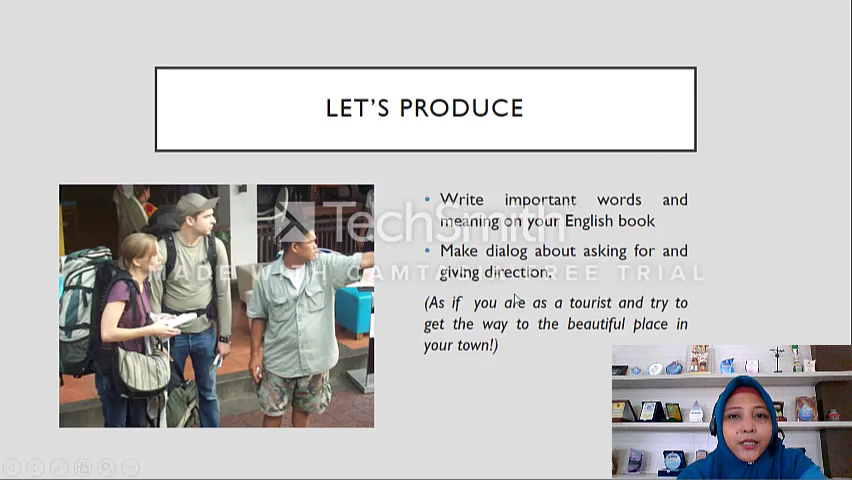 LET'S PRODUCE
• Write important words and
meaning on your English book
• Make dialog about asking for and
giving direction.
(As if you are as a tourist and try to
get the way to the beautiful place in
your town!)
TechSmith
MADE WITH CAMTASIA FREE TRIAL